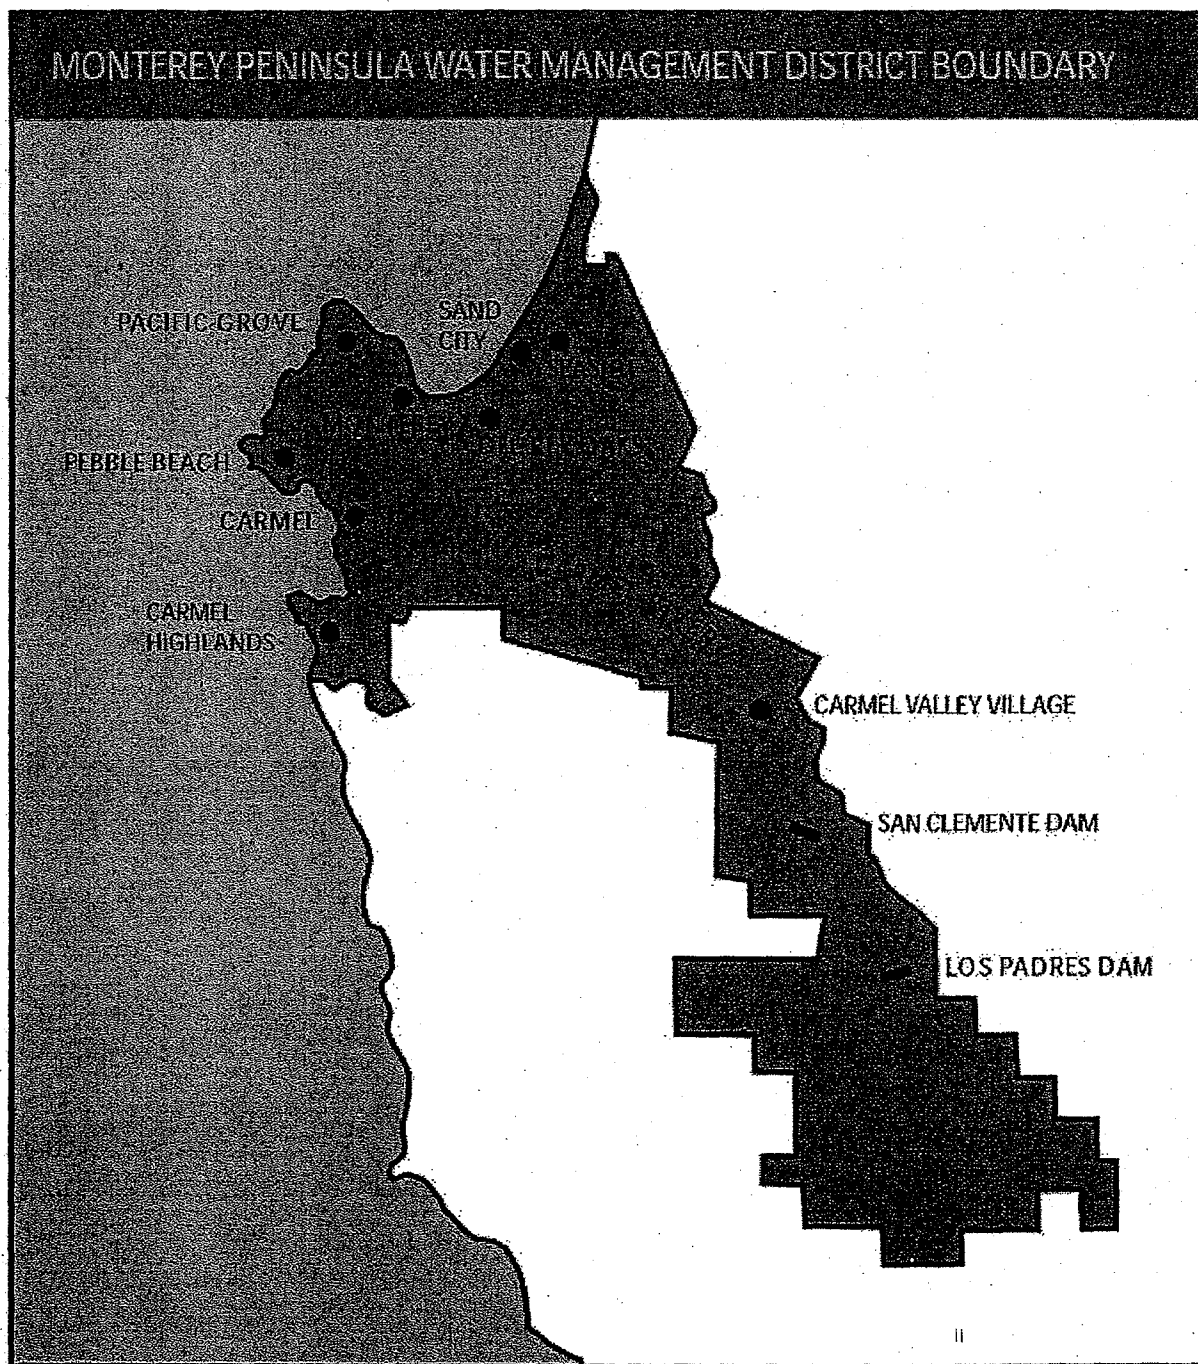 MONTEREY PENINSULA WATER MANAGEMENT DISTRICT BOUNDARY
SAND
CITY
PACIFIC GROVE
PEBBLE BEACH
CARMEL
CARMEL
HIGHLANDS
CARMEL VALLEY VILLAGE
SAN CLEMENTE DAM
LOS PADRES DAM
ii